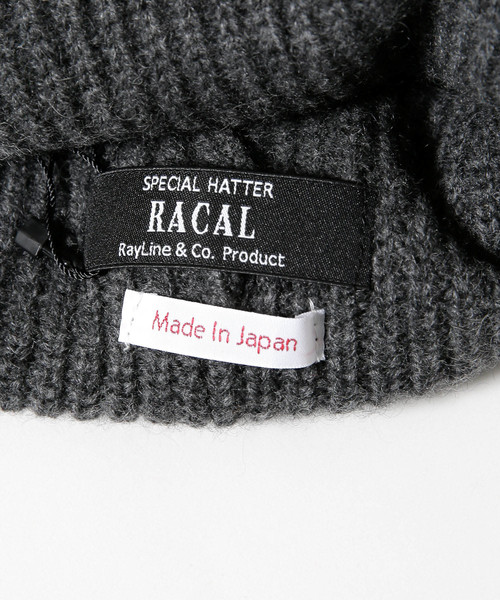 SPECIAL HATTER
RACAL
RayLine & Co. Product
Made In Japan